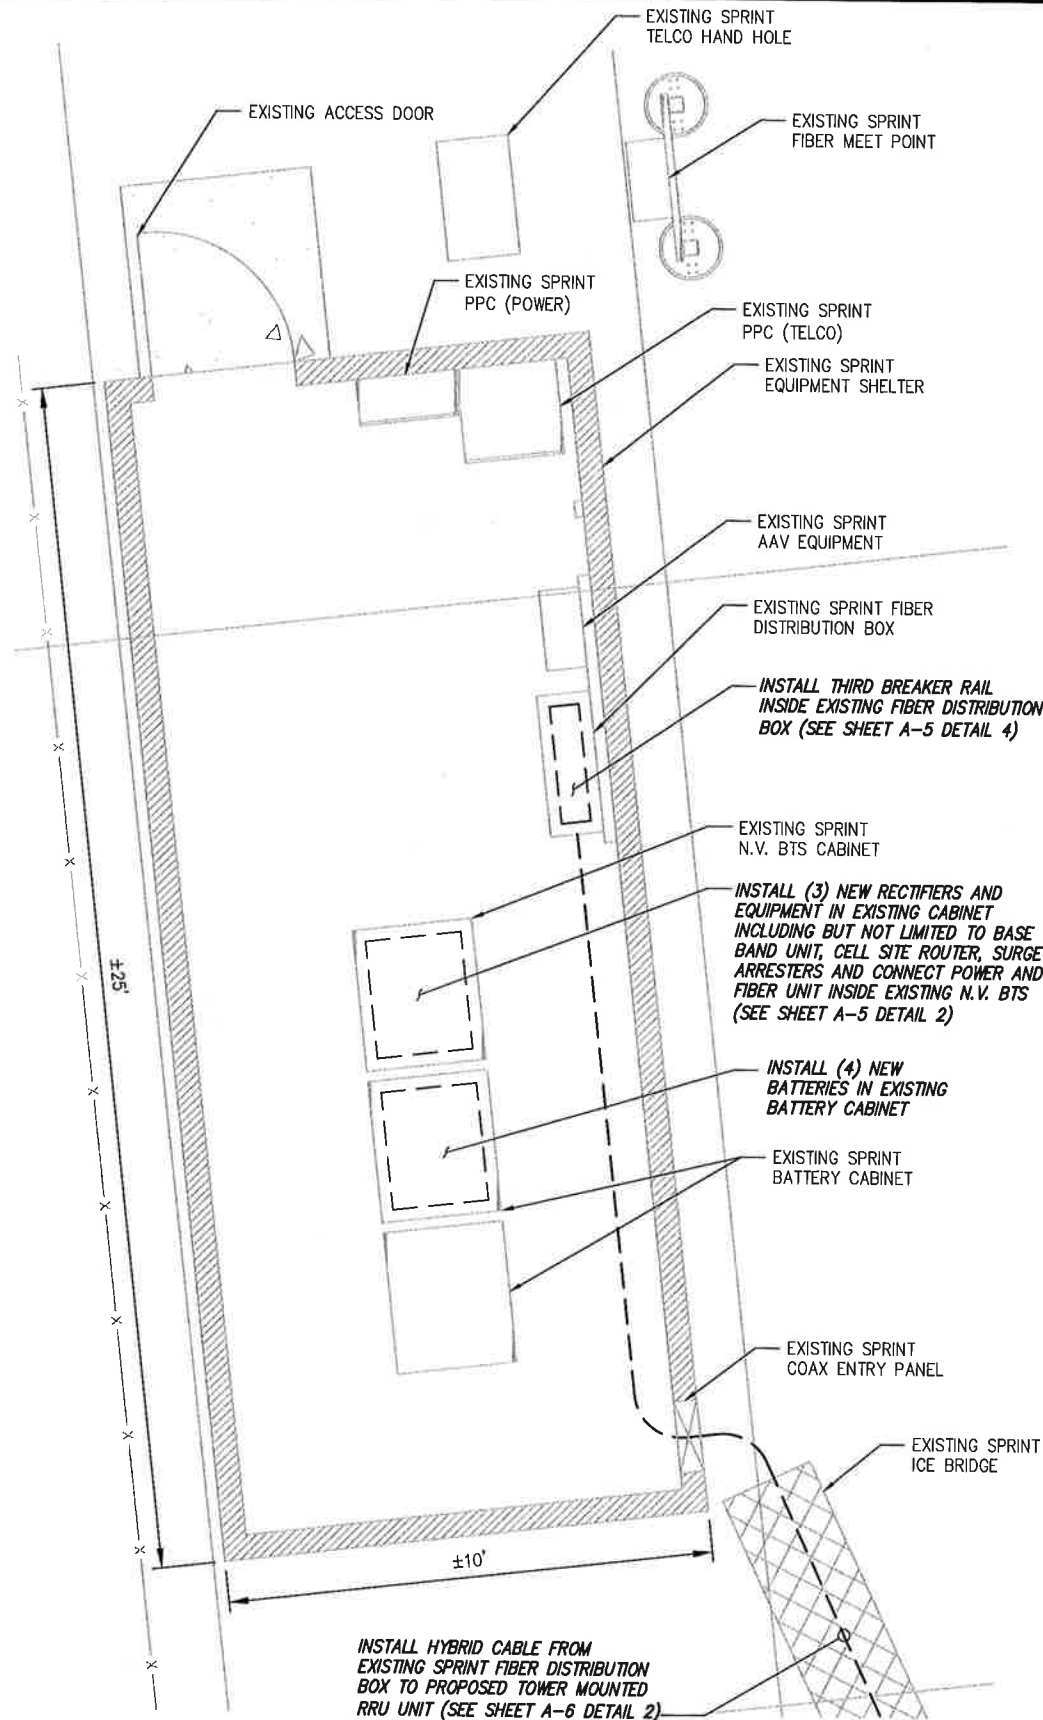 EXISTING SPRINT
TELCO HAND HOLE
EXISTING ACCESS DOOR
EXISTING SPRINT
FIBER MEET POINT
EXISTING SPRINT
PPC (POWER)
EXISTING SPRINT
PPC (TELCO)
EXISTING SPRINT
EQUIPMENT SHELTER
EXISTING SPRINT
AAV EQUIPMENT
EXISTING SPRINT FIBER
DISTRIBUTION BOX
INSTALL THIRD BREAKER RAIL
INSIDE EXISTING FIBER DISTRIBUTION
BOX (SEE SHEET A-5 DETAIL 4)
EXISTING SPRINT
N.V. BTS CABINET
INSTALL (3) NEW RECTIFIERS AND
EQUIPMENT IN EXISTING CABINET
INCLUDING BUT NOT LIMITED TO BASE
BAND UNIT, CELL SITE ROUTER, SURGE
ARRESTERS AND CONNECT POWER AND
FIBER UNIT INSIDE EXISTING N.V. BTS
(SEE SHEET A-5 DETAIL 2)
±25'
INSTALL (4) NEW
BATTERIES IN EXISTING
BATTERY CABINET
EXISTING SPRINT
BATTERY CABINET
EXISTING SPRINT
COAX ENTRY PANEL
EXISTING SPRINT
ICE BRIDGE
±10'
INSTALL HYBRID CABLE FROM
EXISTING SPRINT FIBER DISTRIBUTION
BOX TO PROPOSED TOWER MOUNTED
RRU UNIT (SEE SHEET A-6 DETAIL 2)